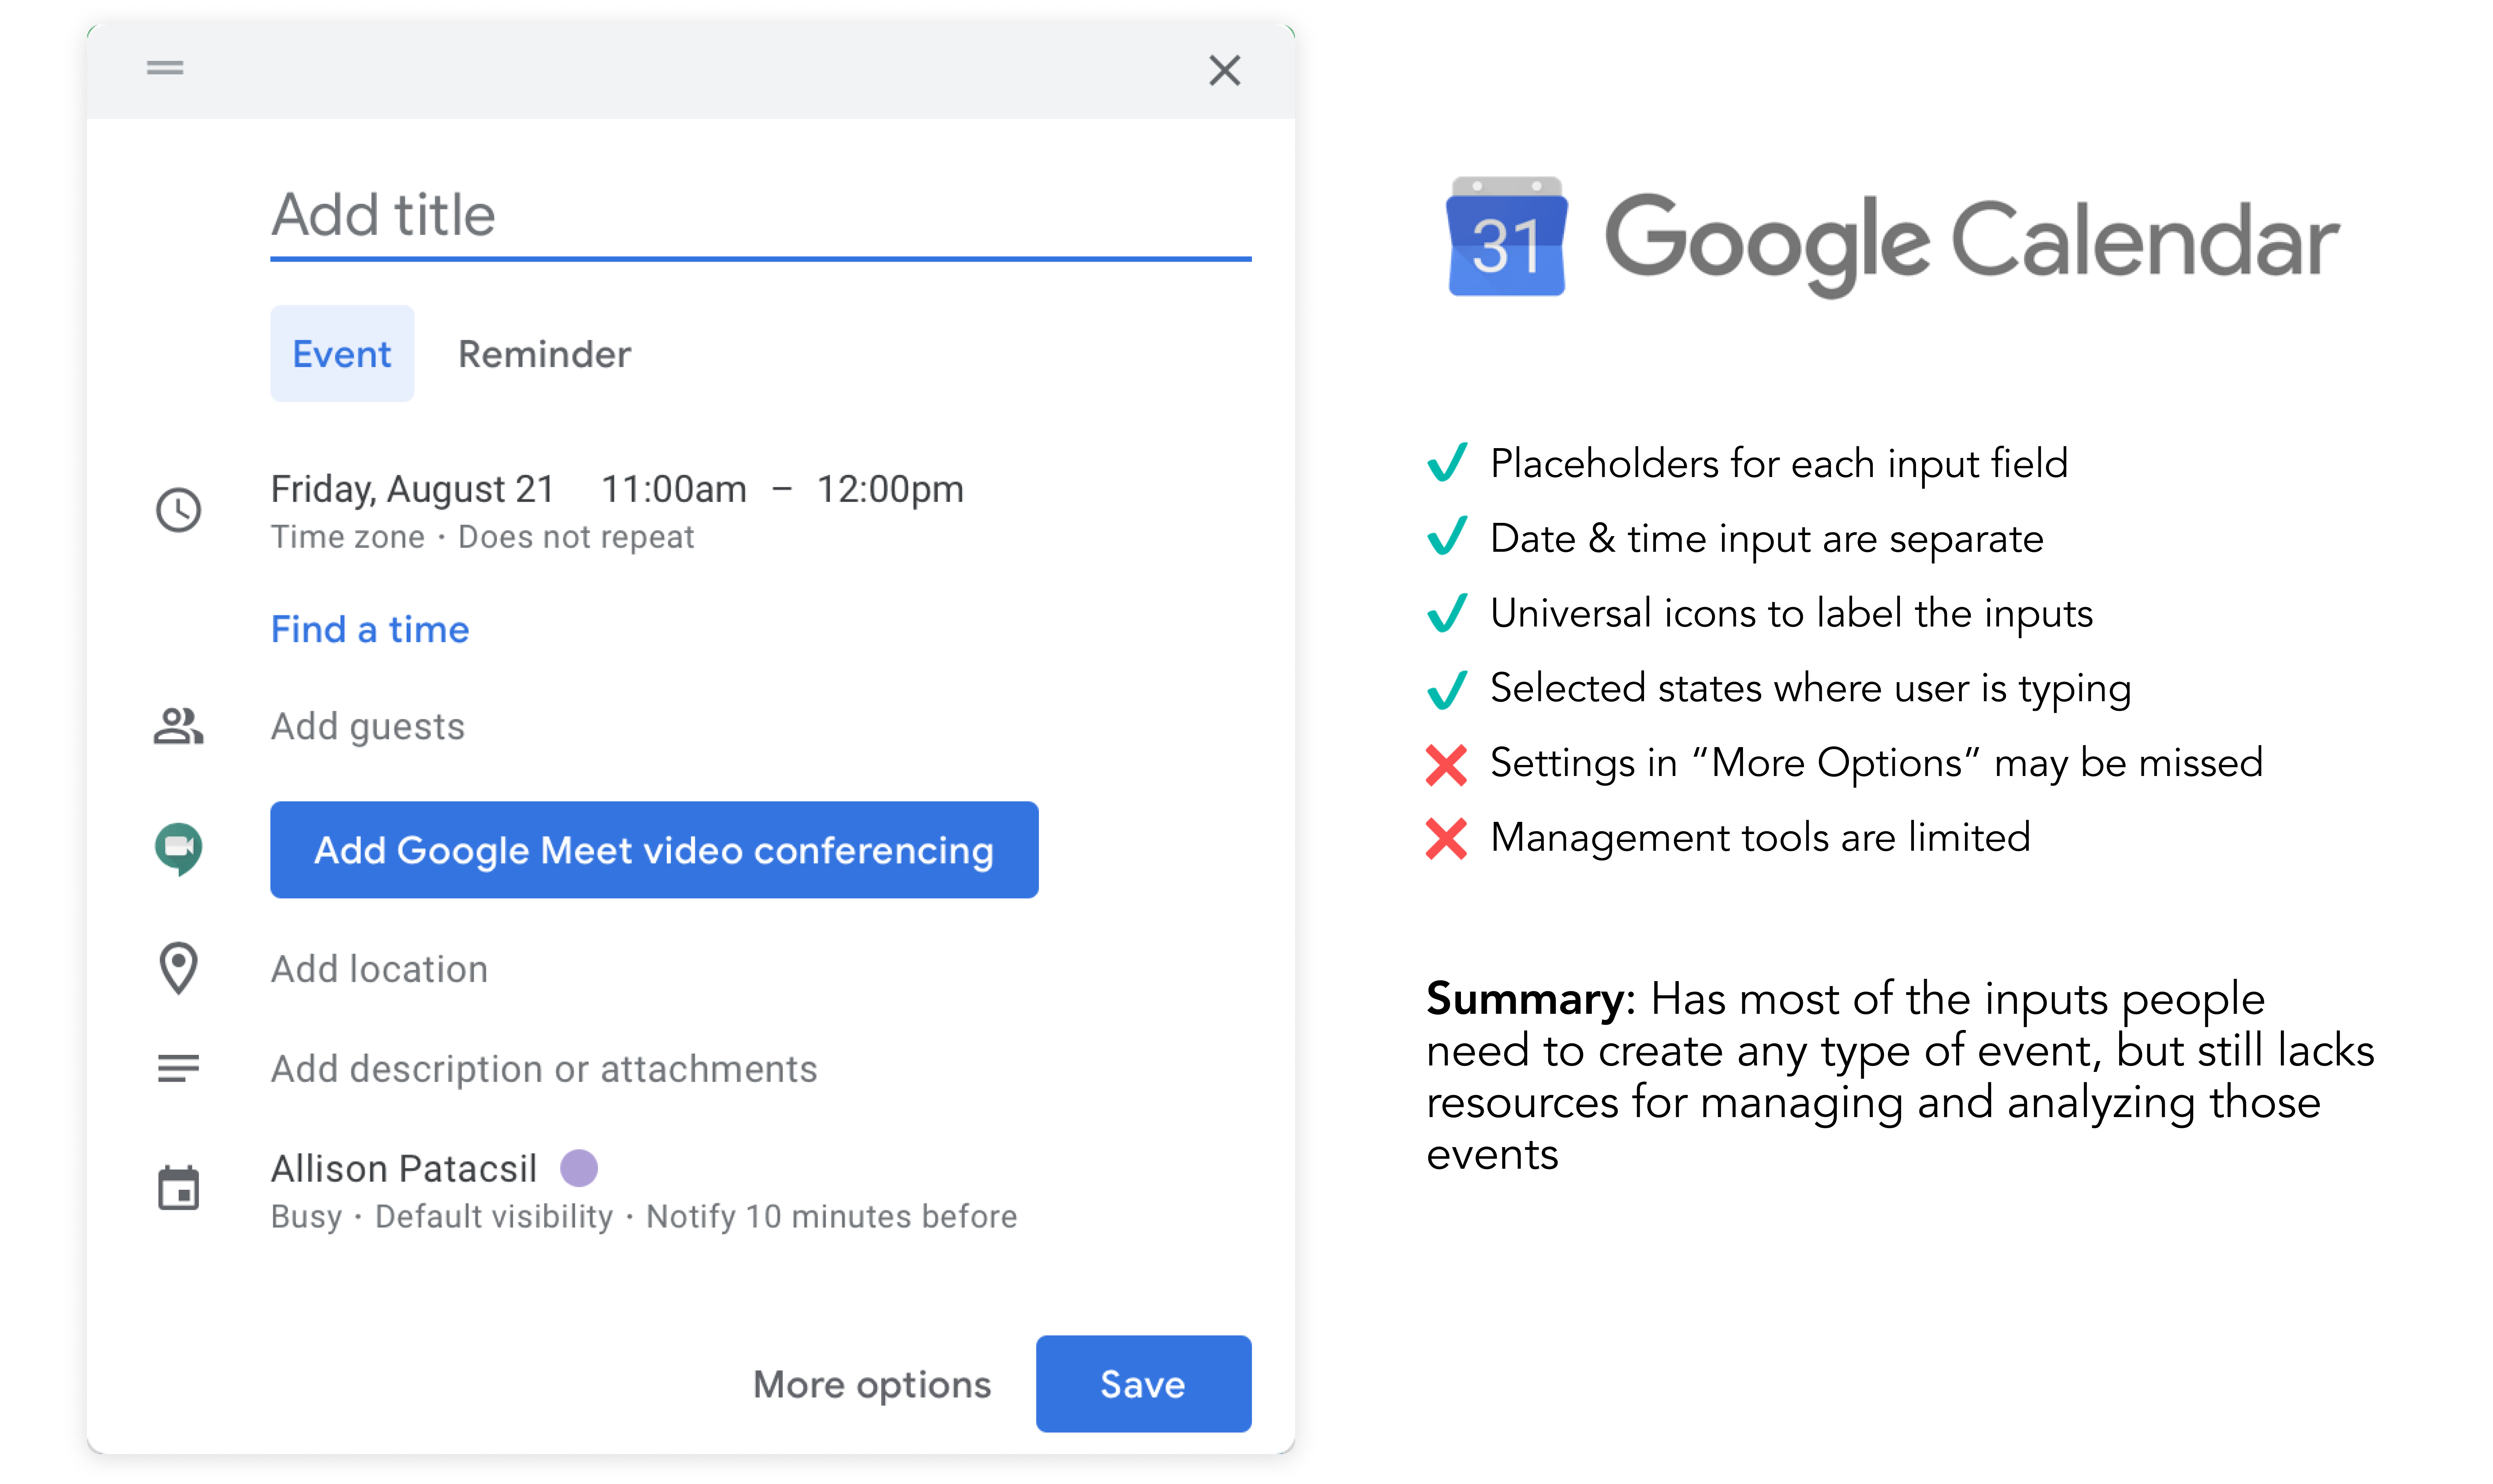 Add title
Event Reminder
Friday, August 21 11:00am – 12:00pm
Time zone · Does not repeat
Find a time
Add guests
Add Google Meet video conferencing
Add location
Add description or attachments
Allison Patacsil
Busy · Default visibility · Notify 10 minutes before
More options Save
31 Google Calendar
Placeholders for each input field
Date & time input are separate
Universal icons to label the inputs
Selected states where user is typing
Settings in “More Options” may be missed
Management tools are limited
Summary: Has most of the inputs people
need to create any type of event, but still lacks
resources for managing and analyzing those
events